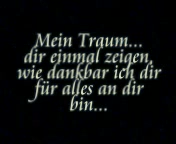 Mein Traum...
dir einmal zeigen,
wie dankbar ich dir
für alles an dir
bin...